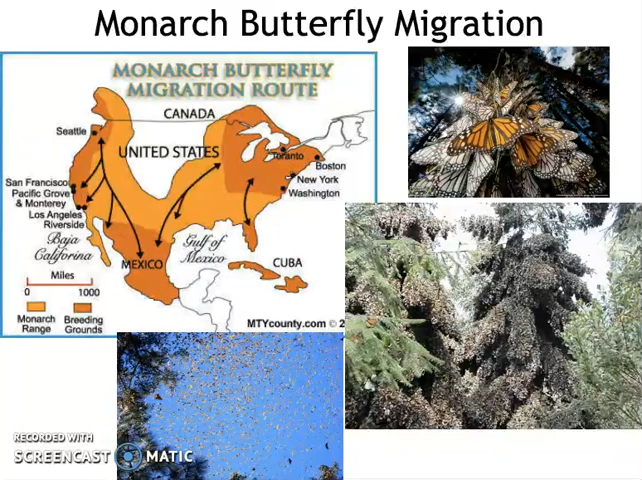 Monarch Butterfly Migration
MONARCH BUTTERFLY
MIGRATION ROUTE
CANADA
Seattle
UNITED STATES
Toronto
Boston
New York
Washington
San Francisco
Pacific Grove
& Monterey
Los Angeles
Riverside
Baja
California
Gulf of
Mexico
MEXICO
CUBA
Miles
0 1000
Monarch
Range
Breeding
Grounds
MTYcounty.com © 2
RECORDED WITH
SCREENCAST MATIC